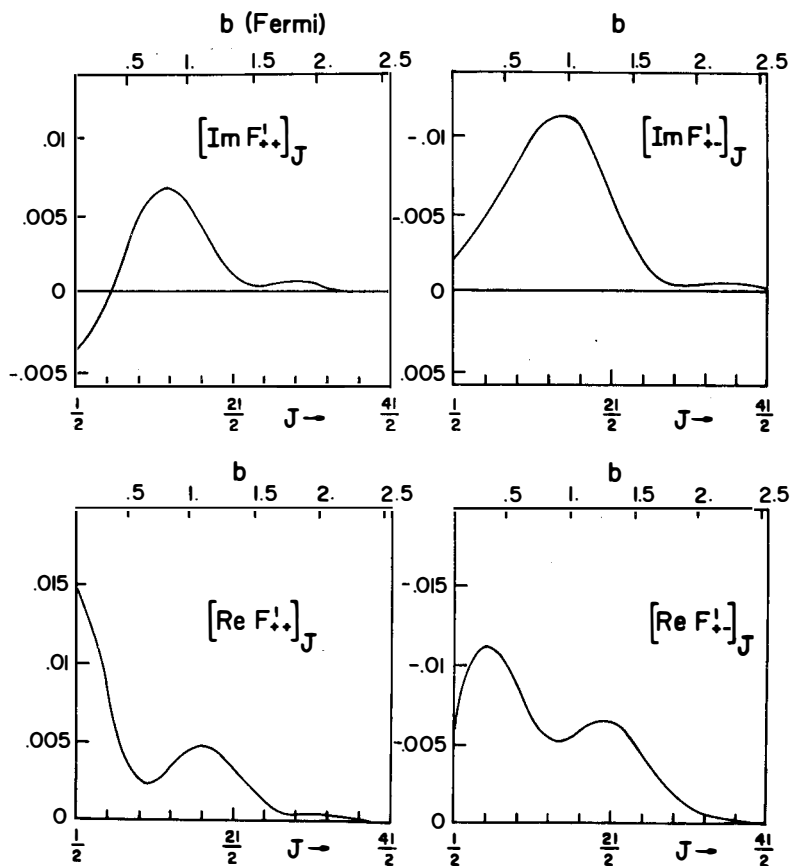 b (Fermi)
.5 1. 1.5 2. 2.5
.01
.005
0
-.005
[Im F¹₊₊]J
1/2 21/2 J→ 41/2
b
.5 1. 1.5 2. 2.5
-.01
-.005
0
.005
[Im F¹₊₋]J
1/2 21/2 J→ 41/2
b
.5 1. 1.5 2. 2.5
.015
.01
.005
0
[Re F¹₊₊]J
1/2 21/2 J→ 41/2
b
.5 1. 1.5 2. 2.5
-.015
-.01
-.005
0
[Re F¹₊₋]J
1/2 21/2 J→ 41/2